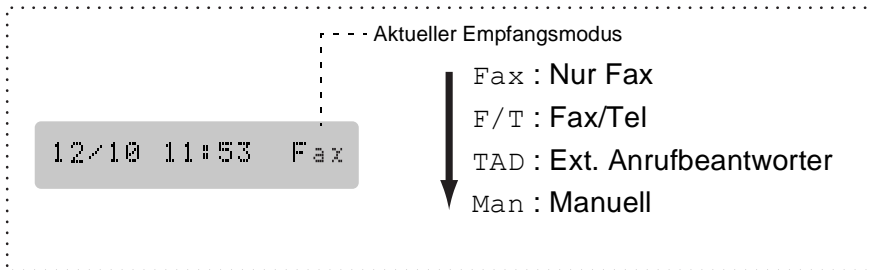 Aktueller Empfangsmodus
Fax : Nur Fax
F/T : Fax/Tel
12/10 11:53 Fax
TAD : Ext. Anrufbeantworter
Man : Manuell